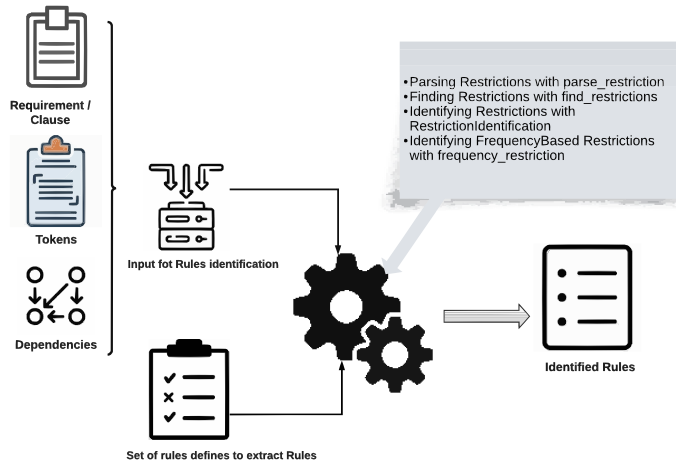 Requirement /
Clause
Tokens
Dependencies
Input fot Rules identification
Set of rules defines to extract Rules
•Parsing Restrictions with parse_restriction
•Finding Restrictions with find_restrictions
•Identifying Restrictions with
RestrictionIdentification
•Identifying FrequencyBased Restrictions
with frequency_restriction
Identified Rules